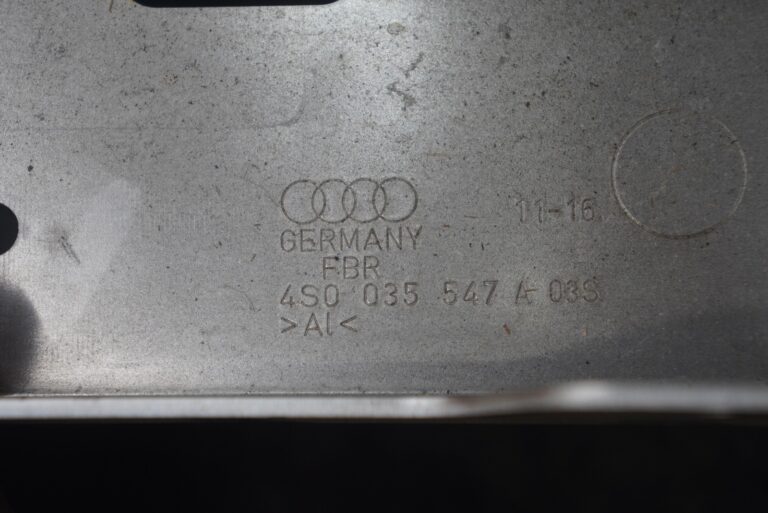 11-16
GERMANY
FBR
4S0 035 547 A 03S
>Al<